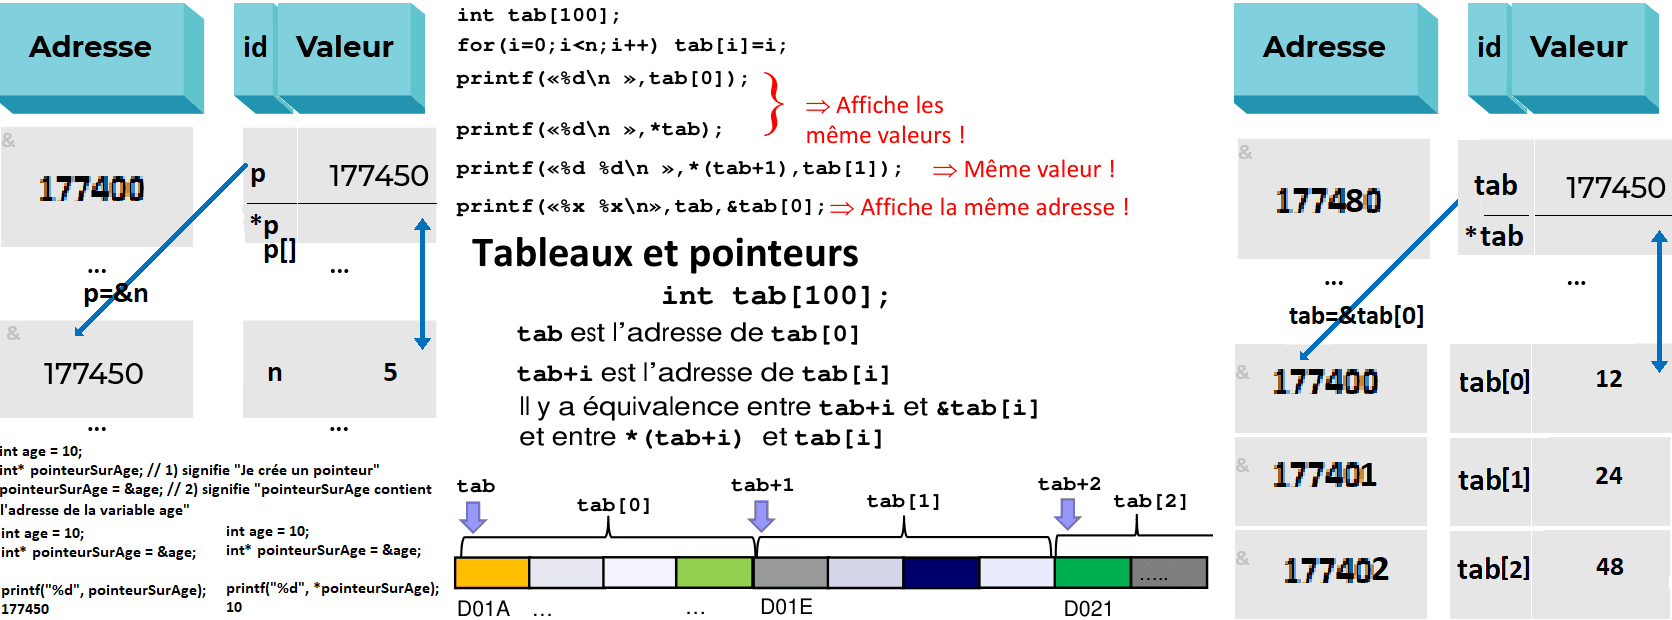 Adresse
id
Valeur
&
177400
p
177450
*p
p[]
...
...
p=&n
&
177450
n
5
...
...
int age = 10;
int* pointeurSurAge; // 1) signifie "Je crée un pointeur"
pointeurSurAge = &age; // 2) signifie "pointeurSurAge contient
l'adresse de la variable age"
int age = 10;
int* pointeurSurAge = &age;
printf("%d", pointeurSurAge);
177450
int age = 10;
int* pointeurSurAge = &age;
printf("%d", *pointeurSurAge);
10
int tab[100];
for(i=0;i<n;i++) tab[i]=i;
printf(«%d\n »,tab[0]);
printf(«%d\n »,*tab);
⇒ Affiche les
même valeurs !
printf(«%d %d\n »,*(tab+1),tab[1]); ⇒ Même valeur !
printf(«%x %x\n»,tab,&tab[0]; ⇒ Affiche la même adresse !
Tableaux et pointeurs
int tab[100];
tab est l'adresse de tab[0]
tab+i est l'adresse de tab[i]
Il y a équivalence entre tab+i et &tab[i]
et entre *(tab+i) et tab[i]
tab
tab[0]
tab+1
tab[1]
tab+2
tab[2]
.....
D01A
...
...
D01E
D021
Adresse
id
Valeur
&
177480
tab
177450
*tab
...
...
tab=&tab[0]
&
177400
tab[0]
12
&
177401
tab[1]
24
&
177402
tab[2]
48